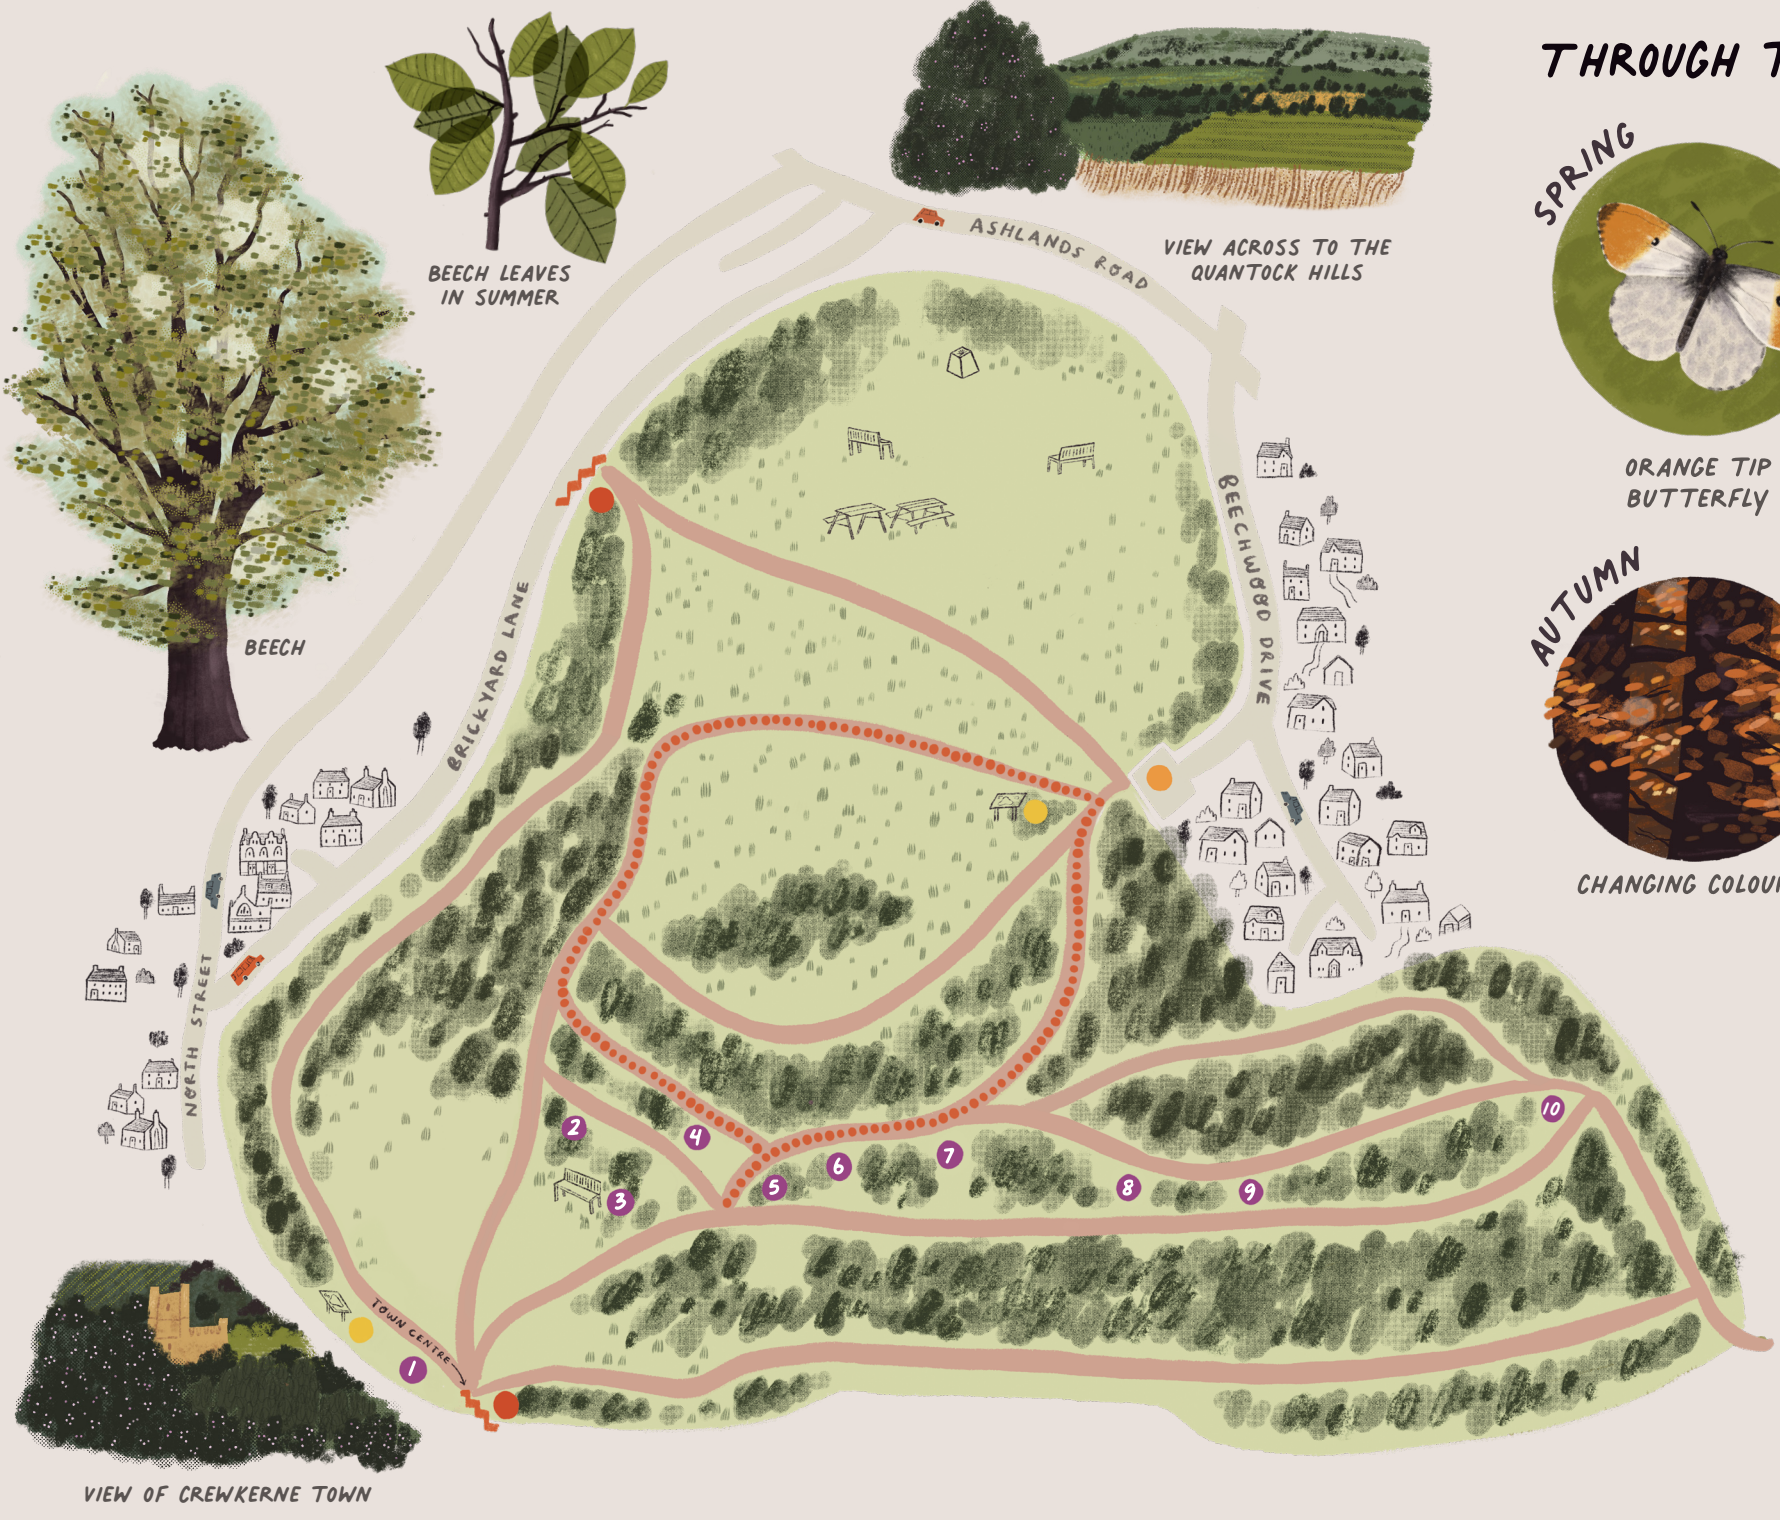 THROUGH T
SPRING
ASHLANDS ROAD
VIEW ACROSS TO THE
QUANTOCK HILLS
BEECH LEAVES
IN SUMMER
ORANGE TIP
BUTTERFLY
BEECHWOOD DRIVE
AUTUMN
BRICKYARD LANE
BEECH
CHANGING COLOU
NORTH STREET
10
2
4
7
6
5
8
9
3
TOWN CENTRE
1
VIEW OF CREWKERNE TOWN